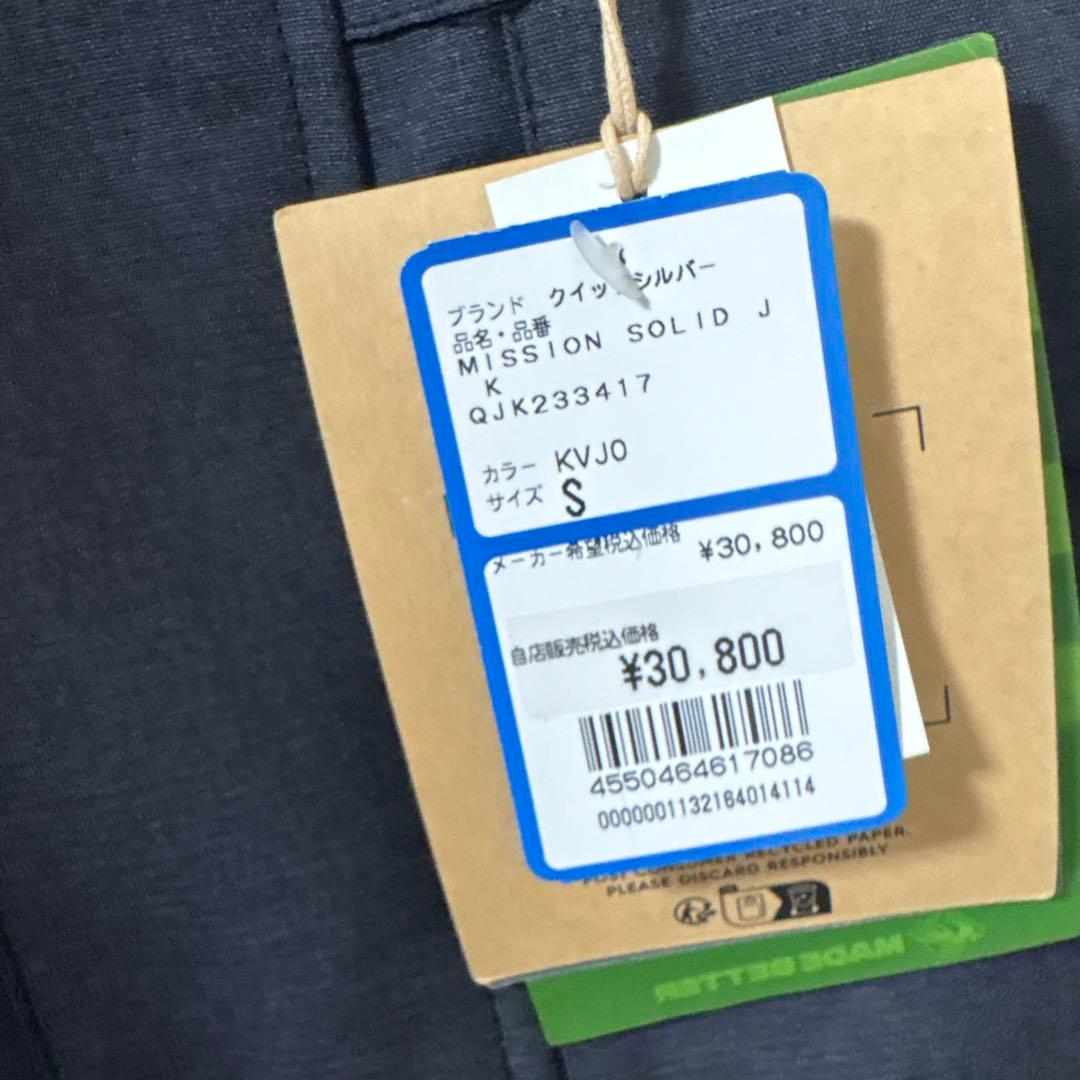 ブランド クイックシルバー
品名・品番
MISSION SOLID J
K
QJK233417
カラー KVJ0
サイズ S
メーカー希望税込価格 ¥30,800
自店販売税込価格
¥30,800
4550464617086
0000001132164014114
POST CONSUMER RECYCLED PAPER.
PLEASE DISCARD RESPONSIBLY
MADE BETTER